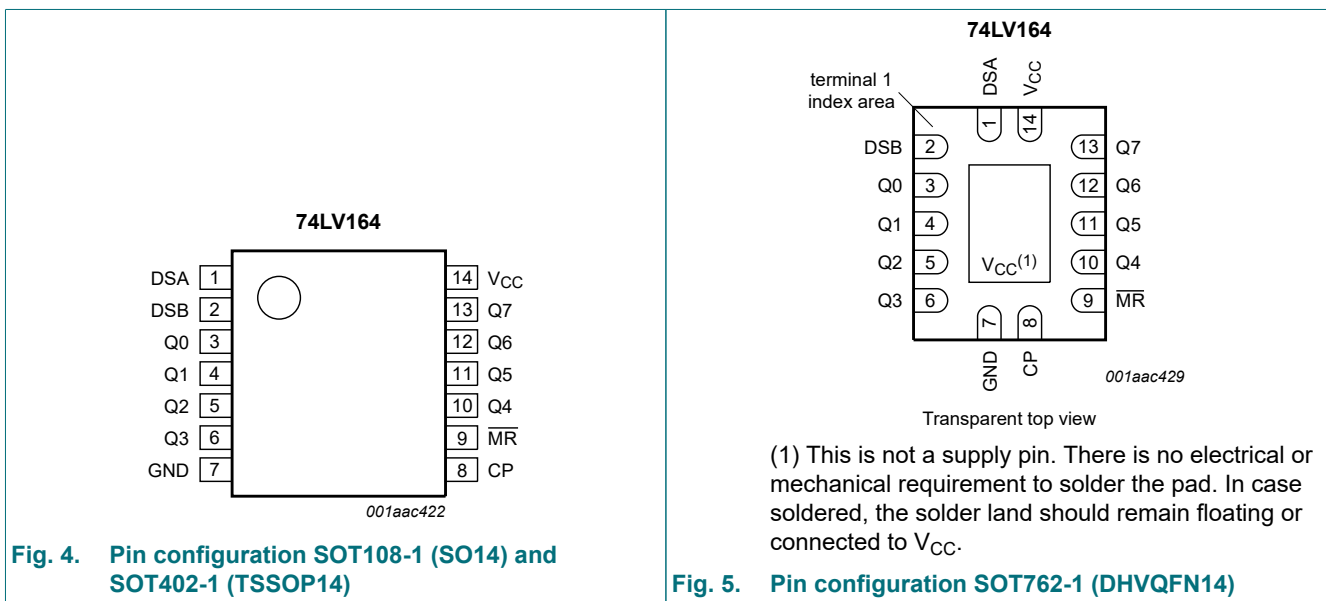 74LV164
DSA 1
DSB 2
Q0 3
Q1 4
Q2 5
Q3 6
GND 7
14 VCC
13 Q7
12 Q6
11 Q5
10 Q4
9 M̅R̅
8 CP
001aac422
Fig. 4. Pin configuration SOT108-1 (SO14) and
SOT402-1 (TSSOP14)
74LV164
terminal 1
index area
DSA
VCC
1
14
DSB 2
Q0 3
Q1 4
Q2 5
Q3 6
13 Q7
12 Q6
11 Q5
10 Q4
9 M̅R̅
VCC(1)
7
8
GND
CP
001aac429
Transparent top view
(1) This is not a supply pin. There is no electrical or
mechanical requirement to solder the pad. In case
soldered, the solder land should remain floating or
connected to VCC.
Fig. 5. Pin configuration SOT762-1 (DHVQFN14)